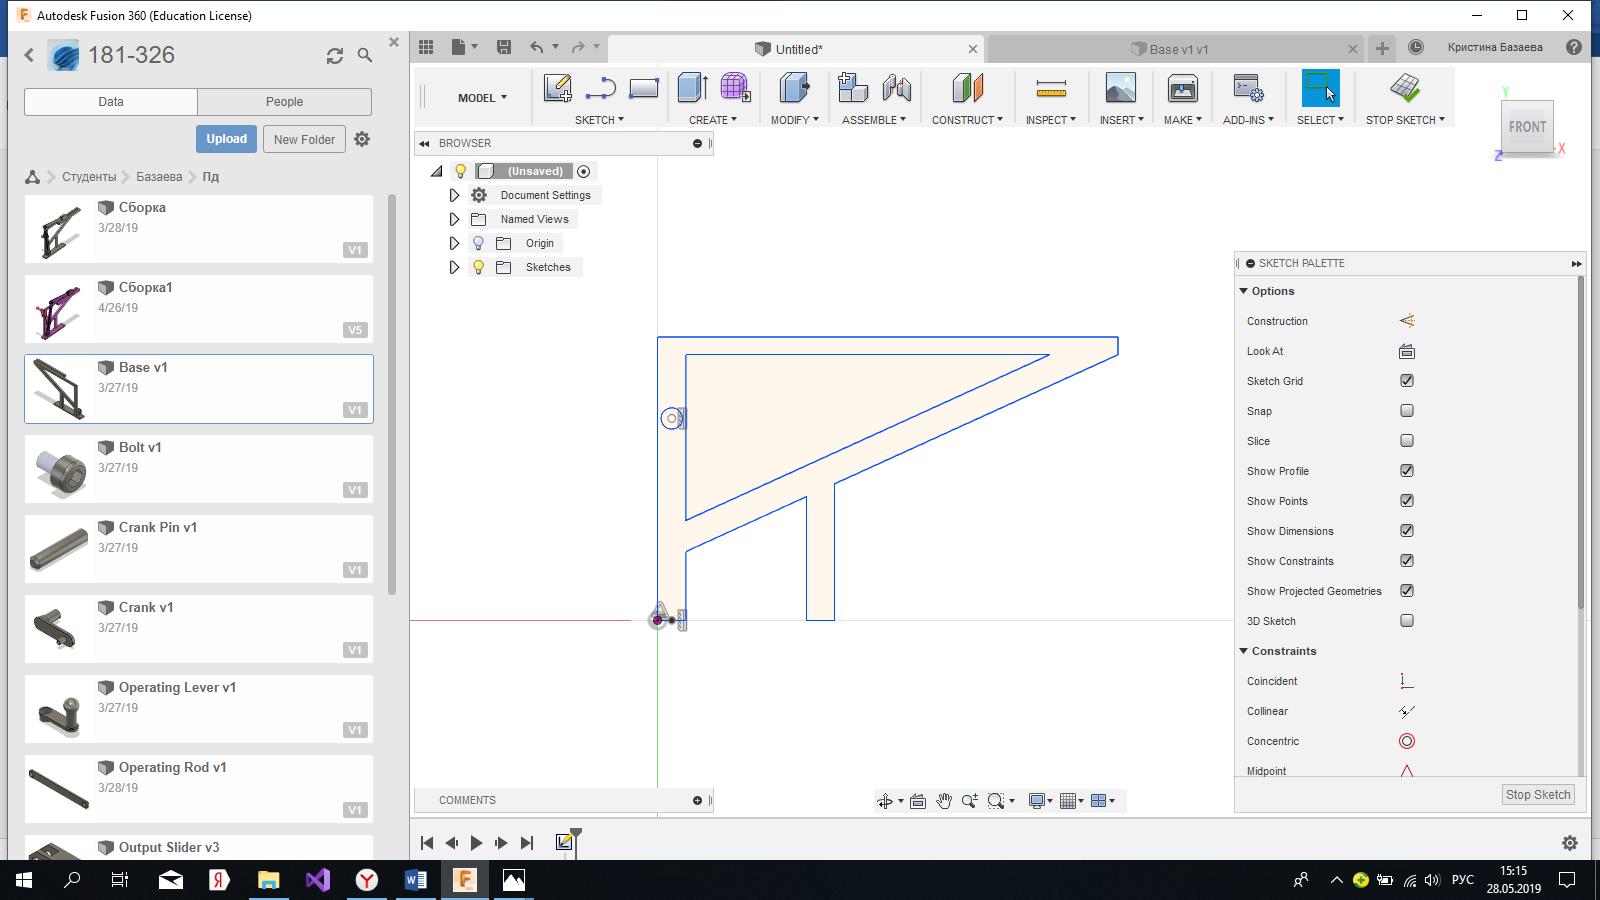 Autodesk Fusion 360 (Education License)
181-326
Data
People
Upload
New Folder
Студенты
Базаева
Пд
Сборка
3/28/19
V1
Сборка1
4/26/19
V5
Base v1
3/27/19
V1
Bolt v1
3/27/19
V1
Crank Pin v1
3/27/19
V1
Crank v1
3/27/19
V1
Operating Lever v1
3/27/19
V1
Operating Rod v1
3/28/19
V1
Output Slider v3
Untitled*
Base v1 v1
Кристина Базаева
MODEL
SKETCH
CREATE
MODIFY
ASSEMBLE
CONSTRUCT
INSPECT
INSERT
MAKE
ADD-INS
SELECT
STOP SKETCH
BROWSER
(Unsaved)
Document Settings
Named Views
Origin
Sketches
Y
FRONT
Z
X
SKETCH PALETTE
Options
Construction
Look At
Sketch Grid
Snap
Slice
Show Profile
Show Points
Show Dimensions
Show Constraints
Show Projected Geometries
3D Sketch
Constraints
Coincident
Collinear
Concentric
Midpoint
Stop Sketch
COMMENTS
РУС
15:15
28.05.2019